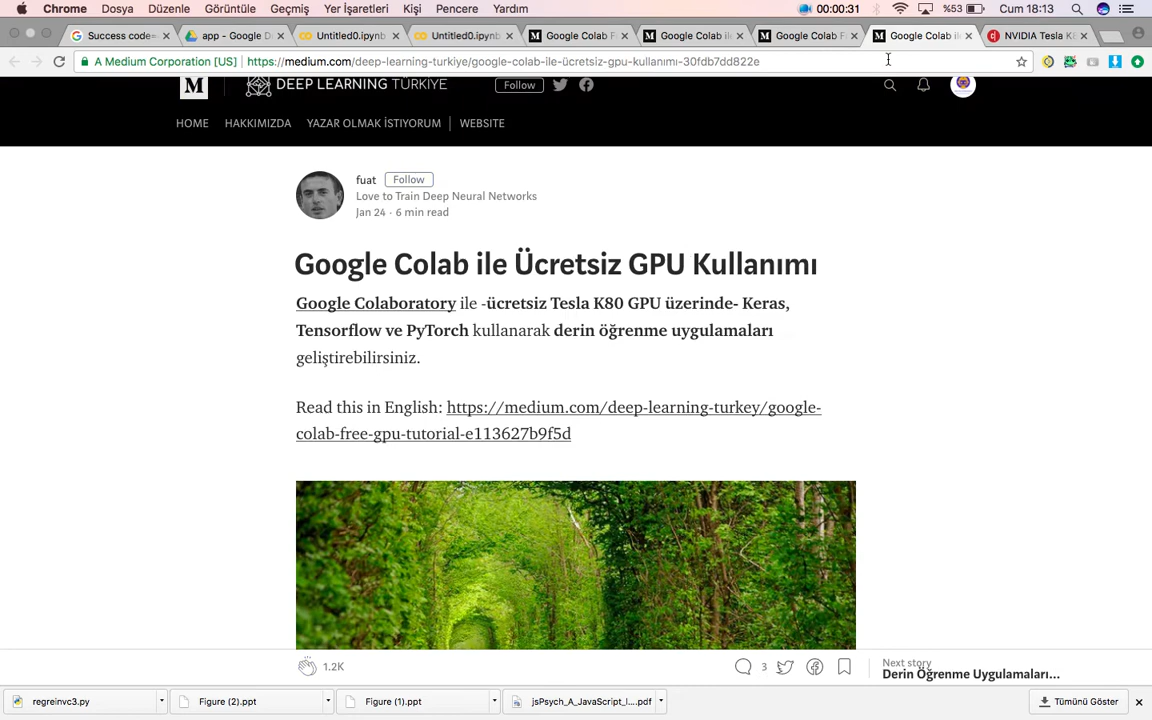 Chrome Dosya Düzenle Görüntüle Geçmiş Yer İşaretleri Kişi Pencere Yardım 00:00:31 %53 Cum 18:13
Success code= app - Google D Untitled0.ipynb Untitled0.ipynb Google Colab F Google Colab ile Google Colab F Google Colab ile NVIDIA Tesla K8
A Medium Corporation [US] https://medium.com/deep-learning-turkiye/google-colab-ile-ücretsiz-gpu-kullanımı-30fdb7dd822e
M DEEP LEARNING TÜRKİYE Follow
HOME HAKKIMIZDA YAZAR OLMAK İSTİYORUM WEBSITE
fuat Follow
Love to Train Deep Neural Networks
Jan 24 · 6 min read
Google Colab ile Ücretsiz GPU Kullanımı
Google Colaboratory ile -ücretsiz Tesla K80 GPU üzerinde- Keras,
Tensorflow ve PyTorch kullanarak derin öğrenme uygulamaları
geliştirebilirsiniz.
Read this in English: https://medium.com/deep-learning-turkey/google-
colab-free-gpu-tutorial-e113627b9f5d
1.2K 3 Next story
Derin Öğrenme Uygulamaları...
regreinvc3.py Figure (2).ppt Figure (1).ppt jsPsych_A_JavaScript_l....pdf Tümünü Göster